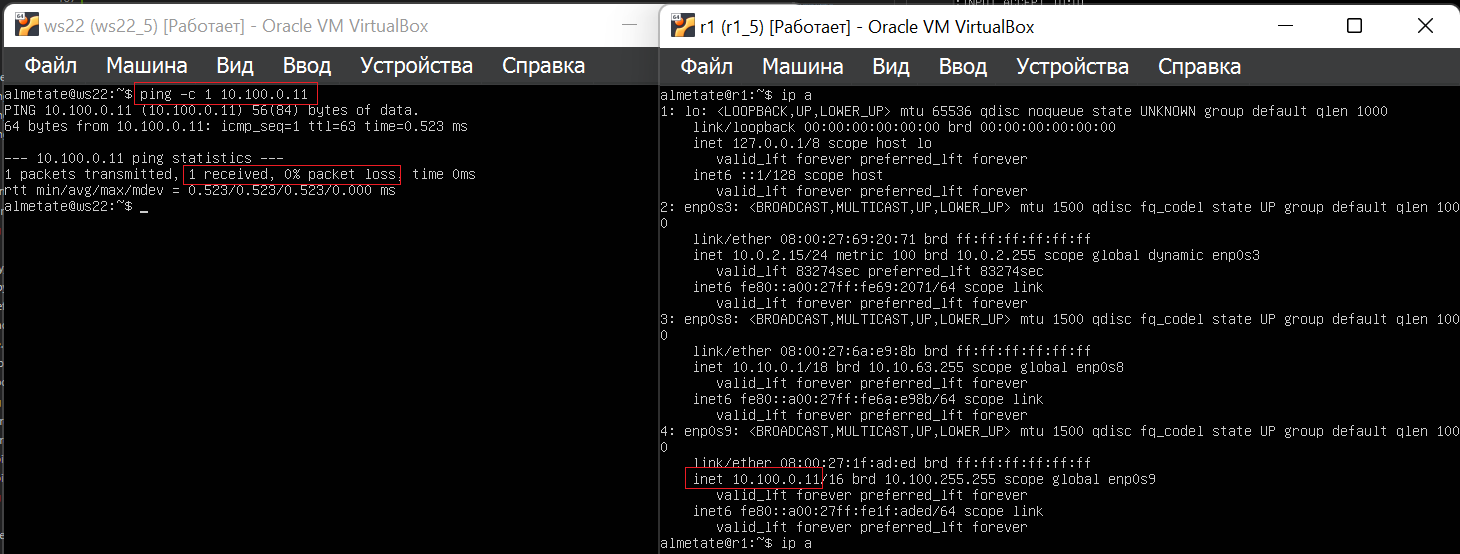 ws22 (ws22_5) [Работает] - Oracle VM VirtualBox
Файл Машина Вид Ввод Устройства Справка
almetate@ws22:~$ ping -c 1 10.100.0.11
PING 10.100.0.11 (10.100.0.11) 56(84) bytes of data.
64 bytes from 10.100.0.11: icmp_seq=1 ttl=63 time=0.523 ms
--- 10.100.0.11 ping statistics ---
1 packets transmitted, 1 received, 0% packet loss, time 0ms
rtt min/avg/max/mdev = 0.523/0.523/0.523/0.000 ms
almetate@ws22:~$ _
r1 (r1_5) [Работает] - Oracle VM VirtualBox
Файл Машина Вид Ввод Устройства Справка
almetate@r1:~$ ip a
1: lo: <LOOPBACK,UP,LOWER_UP> mtu 65536 qdisc noqueue state UNKNOWN group default qlen 1000
link/loopback 00:00:00:00:00:00 brd 00:00:00:00:00:00
inet 127.0.0.1/8 scope host lo
valid_lft forever preferred_lft forever
inet6 ::1/128 scope host
valid_lft forever preferred_lft forever
2: enp0s3: <BROADCAST,MULTICAST,UP,LOWER_UP> mtu 1500 qdisc fq_codel state UP group default qlen 100
0
link/ether 08:00:27:69:20:71 brd ff:ff:ff:ff:ff:ff
inet 10.0.2.15/24 metric 100 brd 10.0.2.255 scope global dynamic enp0s3
valid_lft 83274sec preferred_lft 83274sec
inet6 fe80::a00:27ff:fe69:2071/64 scope link
valid_lft forever preferred_lft forever
3: enp0s8: <BROADCAST,MULTICAST,UP,LOWER_UP> mtu 1500 qdisc fq_codel state UP group default qlen 100
0
link/ether 08:00:27:6a:e9:8b brd ff:ff:ff:ff:ff:ff
inet 10.10.0.1/18 brd 10.10.63.255 scope global enp0s8
valid_lft forever preferred_lft forever
inet6 fe80::a00:27ff:fe6a:e98b/64 scope link
valid_lft forever preferred_lft forever
4: enp0s9: <BROADCAST,MULTICAST,UP,LOWER_UP> mtu 1500 qdisc fq_codel state UP group default qlen 100
0
link/ether 08:00:27:1f:ad:ed brd ff:ff:ff:ff:ff:ff
inet 10.100.0.11/16 brd 10.100.255.255 scope global enp0s9
valid_lft forever preferred_lft forever
inet6 fe80::a00:27ff:fe1f:aded/64 scope link
valid_lft forever preferred_lft forever
almetate@r1:~$ ip a